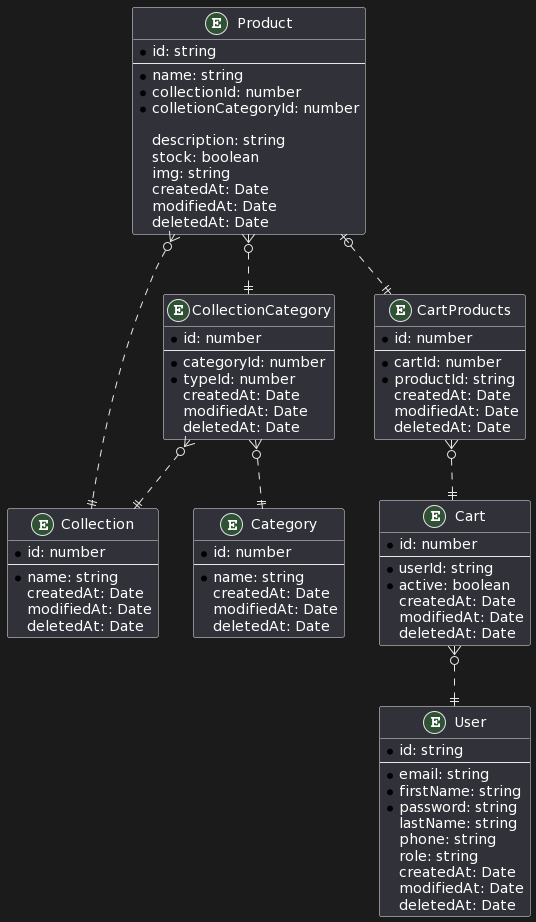 E Product
id: string
name: string
collectionId: number
colletionCategoryId: number
description: string
stock: boolean
img: string
createdAt: Date
modifiedAt: Date
deletedAt: Date
E CollectionCategory
id: number
categoryId: number
typeId: number
createdAt: Date
modifiedAt: Date
deletedAt: Date
E CartProducts
id: number
cartId: number
productId: string
createdAt: Date
modifiedAt: Date
deletedAt: Date
E Collection
id: number
name: string
createdAt: Date
modifiedAt: Date
deletedAt: Date
E Category
id: number
name: string
createdAt: Date
modifiedAt: Date
deletedAt: Date
E Cart
id: number
userId: string
active: boolean
createdAt: Date
modifiedAt: Date
deletedAt: Date
E User
id: string
email: string
firstName: string
password: string
lastName: string
phone: string
role: string
createdAt: Date
modifiedAt: Date
deletedAt: Date